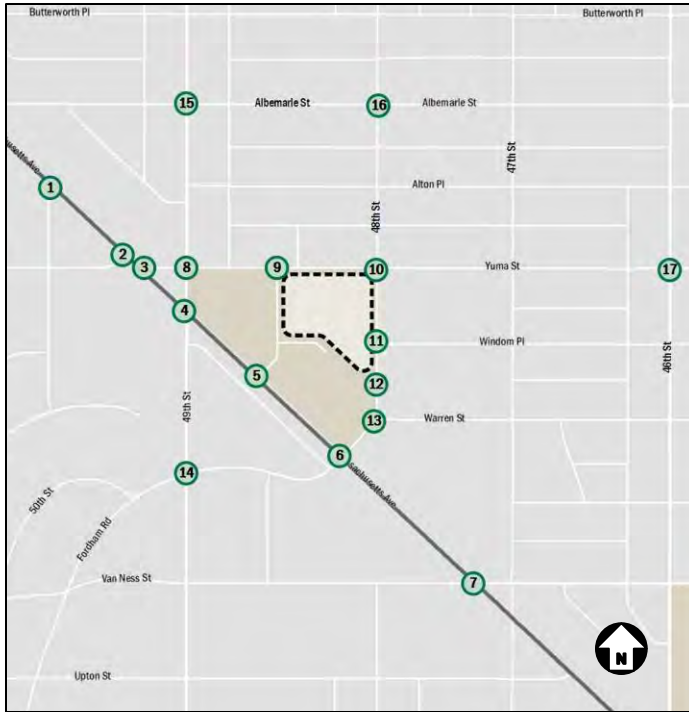 Butterworth Pl
Butterworth Pl
15
Albemarle St
16
Albemarle St
47th St
1
Alton Pl
48th St
2
3
8
9
10
Yuma St
17
4
11
Windom Pl
46th St
5
12
49th St
13
Warren St
6
14
50th St
Fordham Rd
Van Ness St
7
N
Upton St